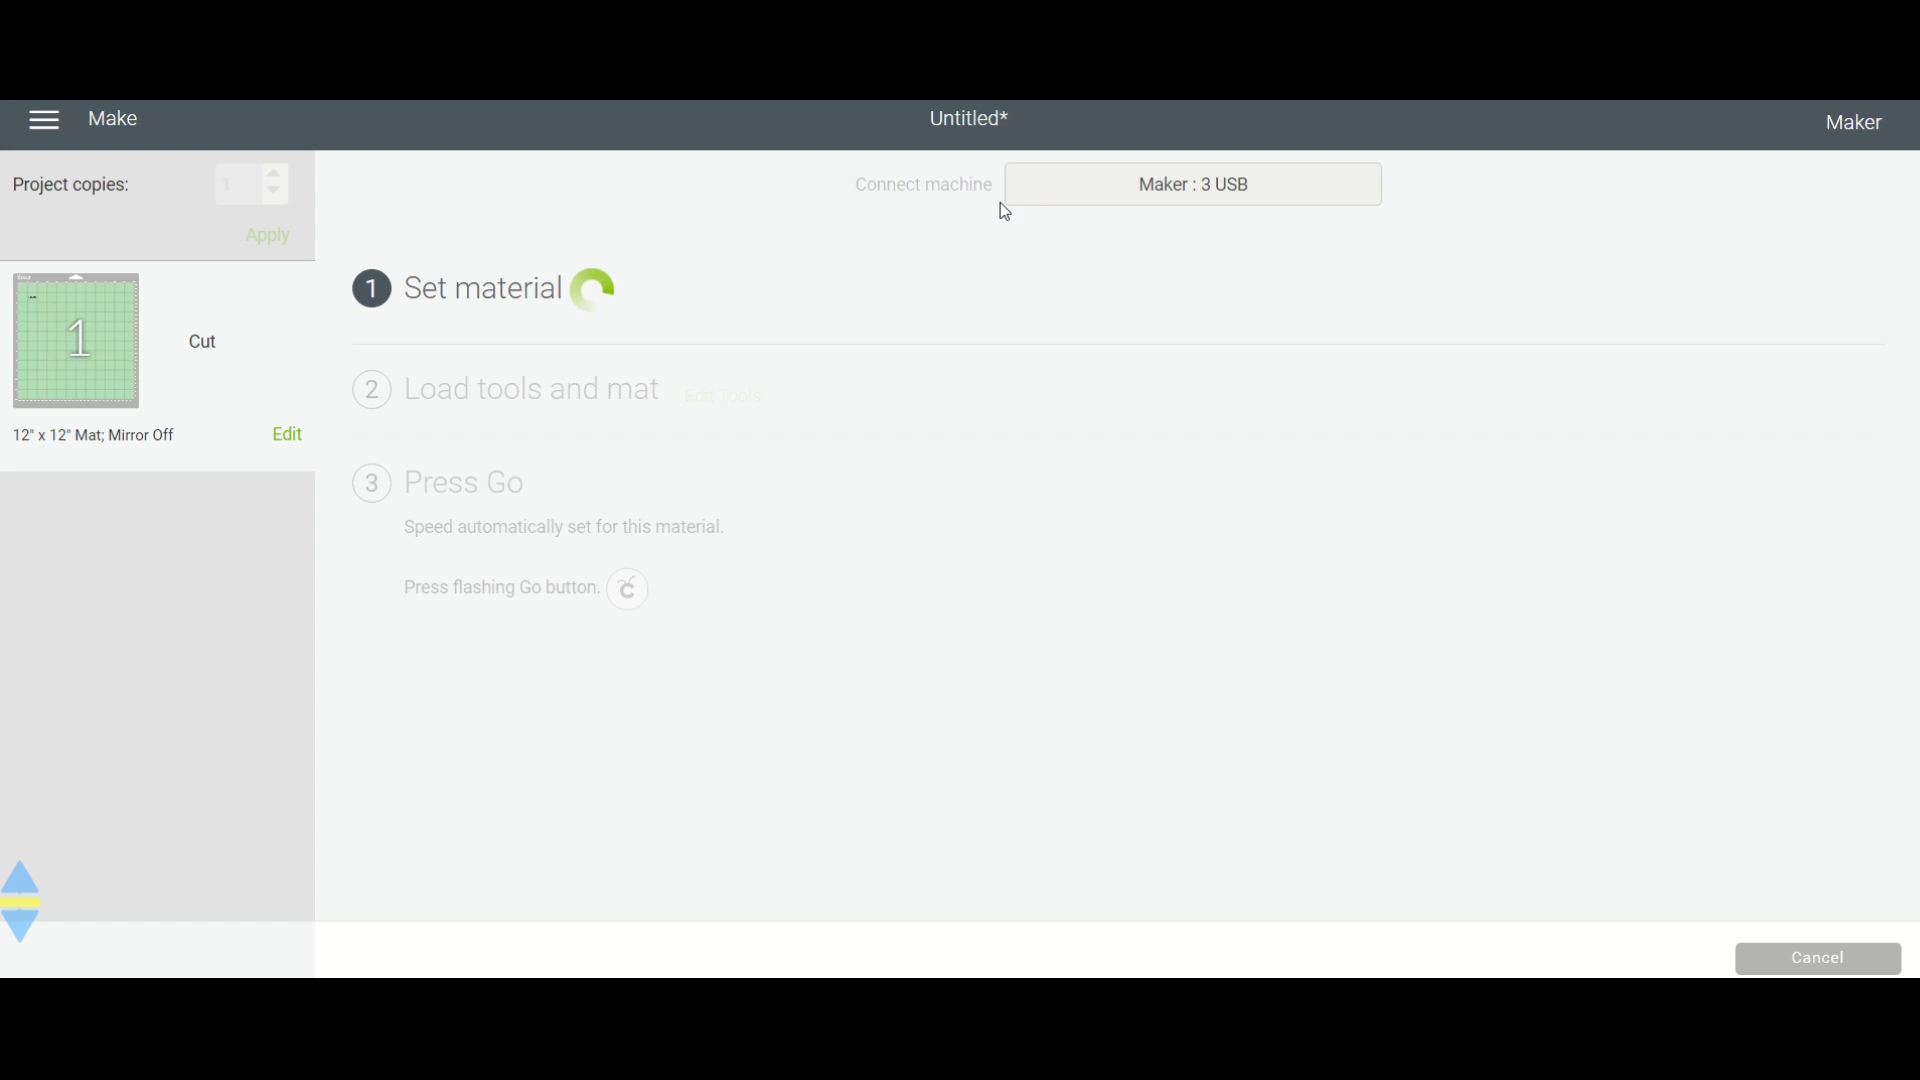 Make
Untitled*
Maker
Project copies:
1
Apply
Connect machine
Maker : 3 USB
1 Set material
1
Cut
12" x 12" Mat; Mirror Off
Edit
2 Load tools and mat
Edit Tools
3 Press Go
Speed automatically set for this material.
Press flashing Go button.
Cancel